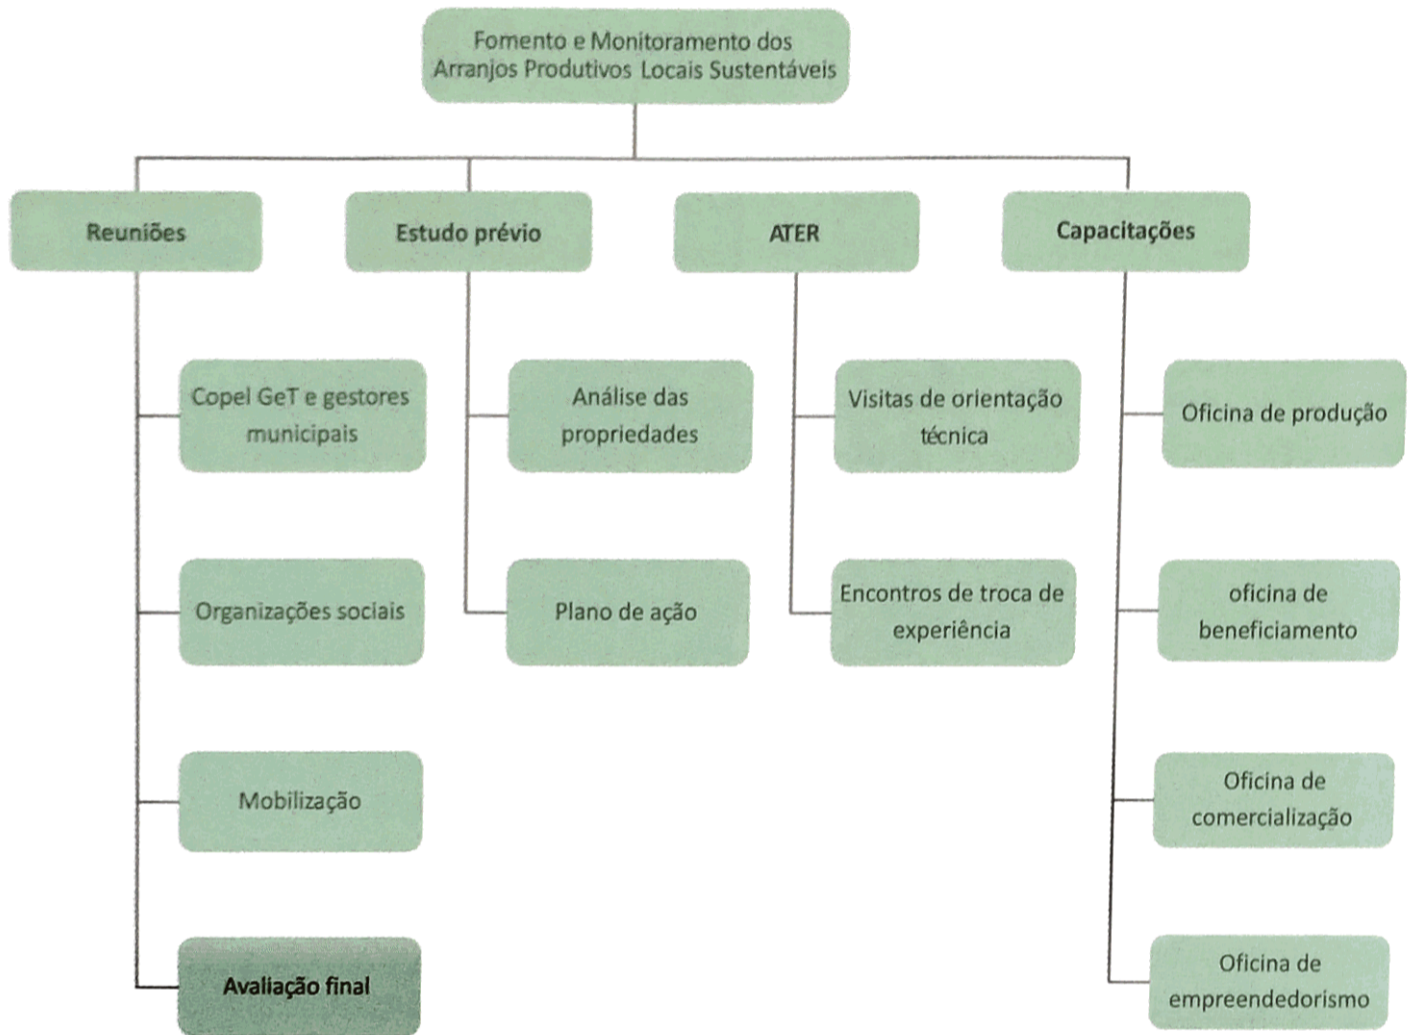 Fomento e Monitoramento dos
Arranjos Produtivos Locais Sustentáveis
Reuniões
Estudo prévio
ATER
Capacitações
Copel GeT e gestores
municipais
Análise das
propriedades
Visitas de orientação
técnica
Oficina de produção
Organizações sociais
Plano de ação
Encontros de troca de
experiência
oficina de
beneficiamento
Mobilização
Oficina de
comercialização
Avaliação final
Oficina de
empreendedorismo